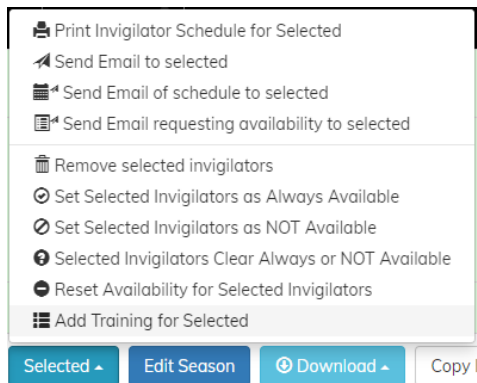 Print Invigilator Schedule for Selected
Send Email to selected
Send Email of schedule to selected
Send Email requesting availability to selected
Remove selected invigilators
Set Selected Invigilators as Always Available
Set Selected Invigilators as NOT Available
Selected Invigilators Clear Always or NOT Available
Reset Availability for Selected Invigilators
Add Training for Selected
Selected Edit Season Download Copy